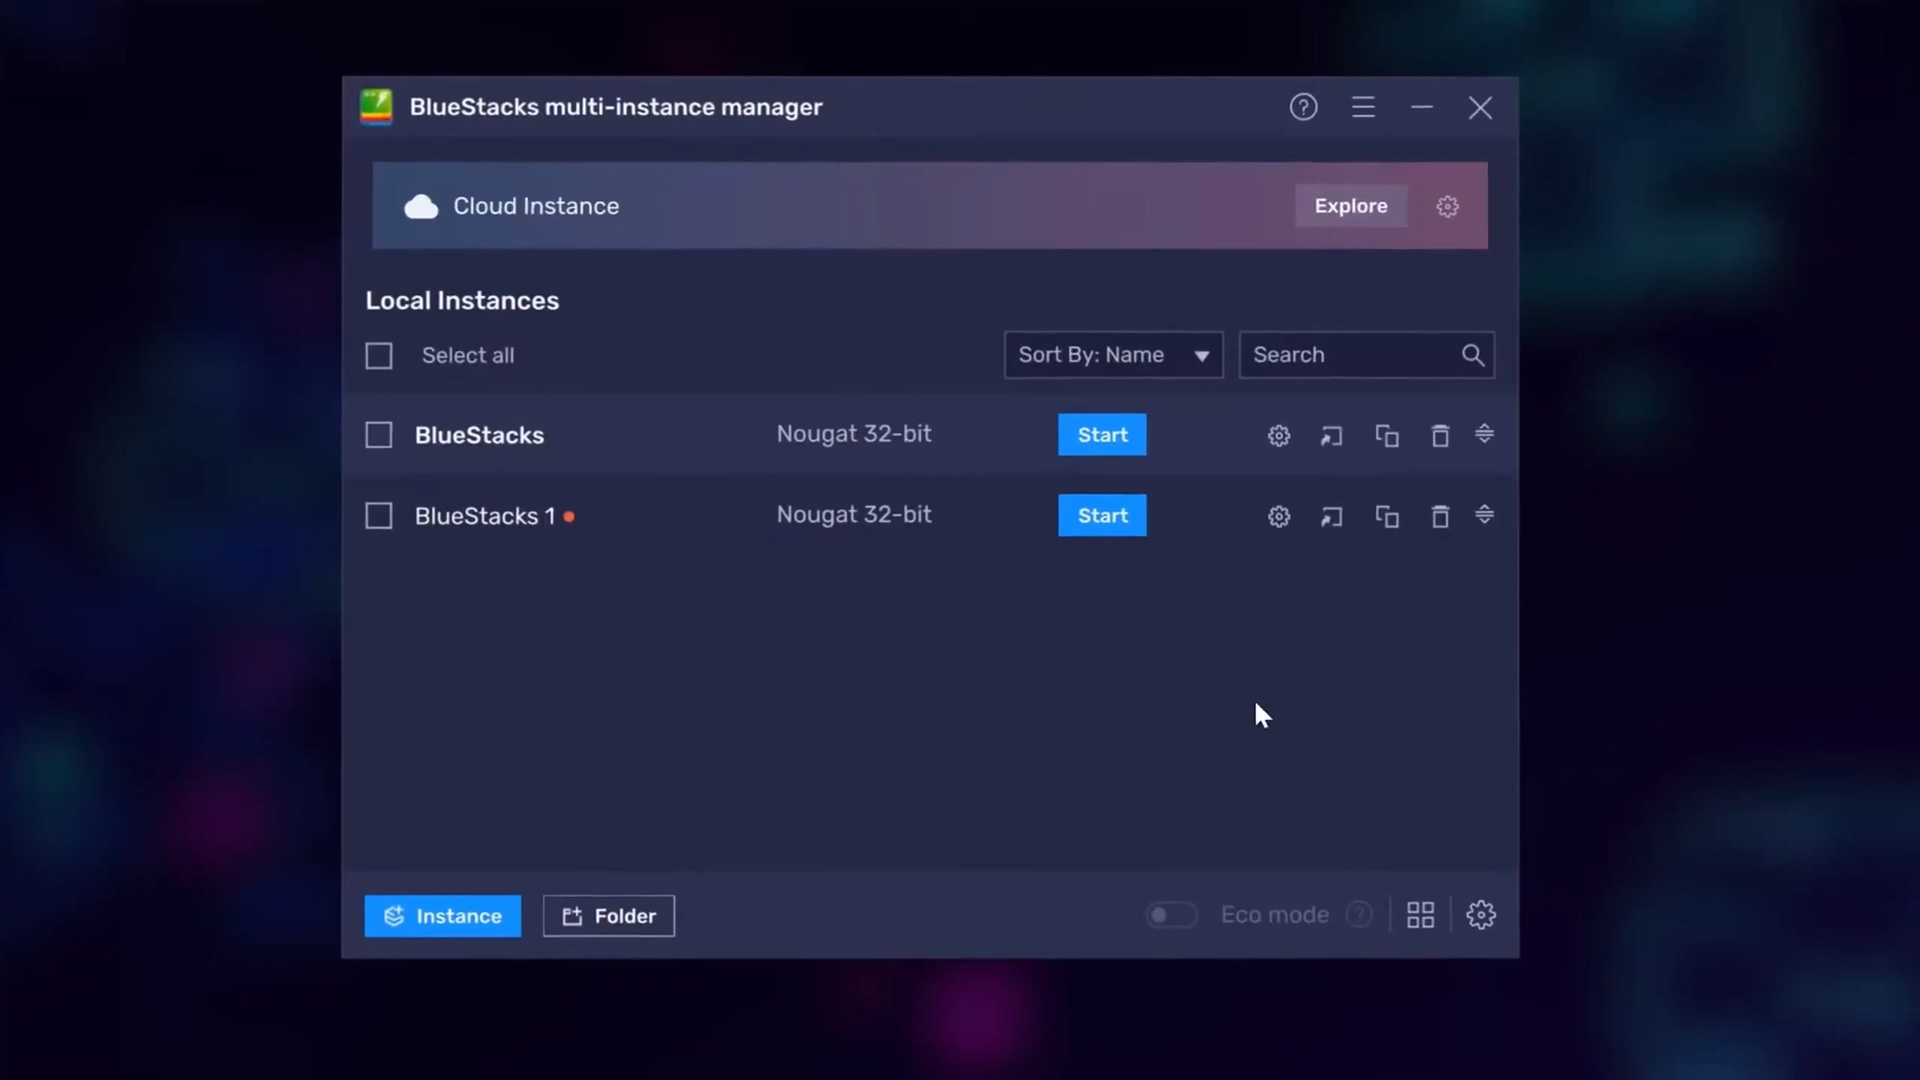 BlueStacks multi-instance manager
Cloud Instance
Explore
Local Instances
Select all
Sort By: Name
Search
BlueStacks
Nougat 32-bit
Start
BlueStacks 1
Nougat 32-bit
Start
Instance
Folder
Eco mode